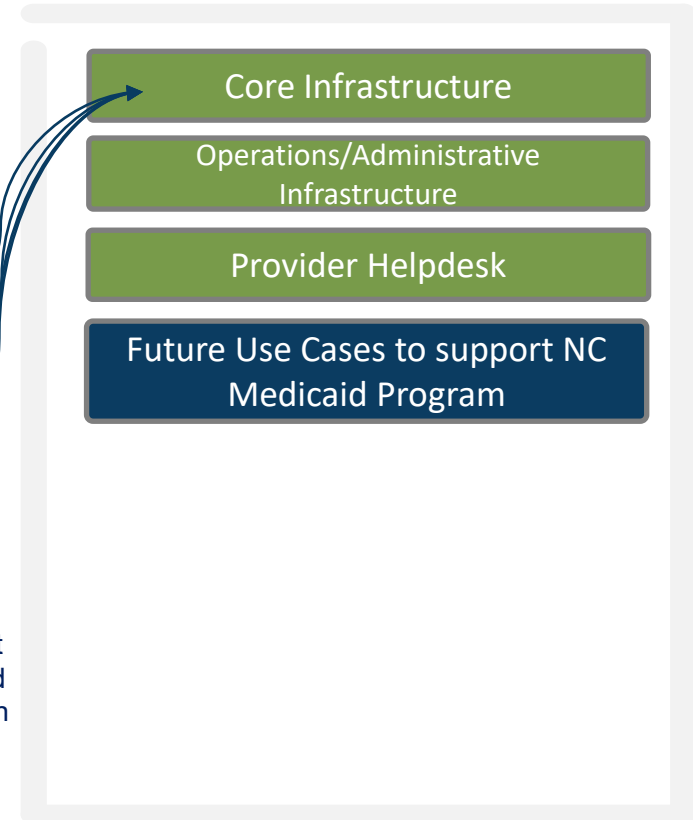 Core Infrastructure
Operations/Administrative
Infrastructure
Provider Helpdesk
Future Use Cases to support NC
Medicaid Program